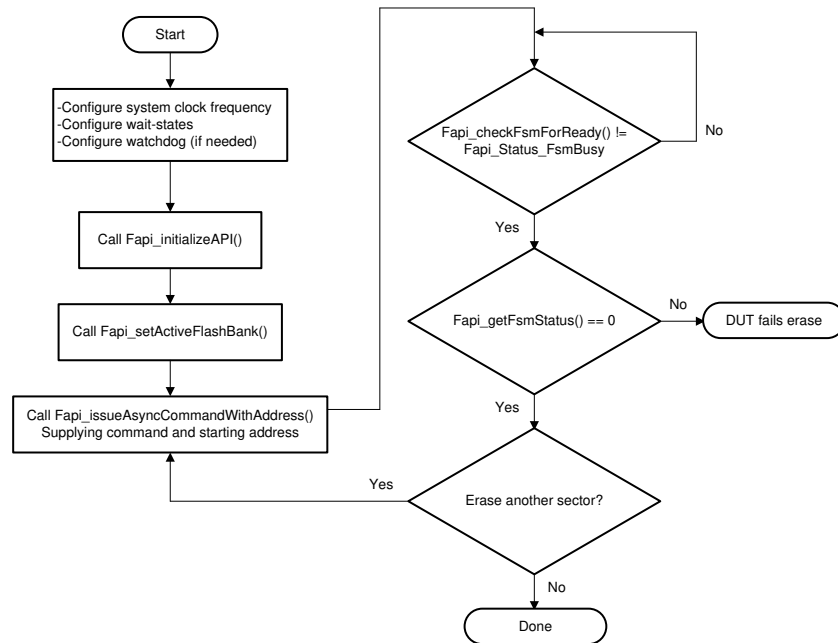 Start
-Configure system clock frequency
-Configure wait-states
-Configure watchdog (if needed)
Call Fapi_initializeAPI()
Call Fapi_setActiveFlashBank()
Call Fapi_issueAsyncCommandWithAddress()
Supplying command and starting address
Fapi_checkFsmForReady() !=
Fapi_Status_FsmBusy
No
Yes
Fapi_getFsmStatus() == 0
No
DUT fails erase
Yes
Erase another sector?
Yes
No
Done